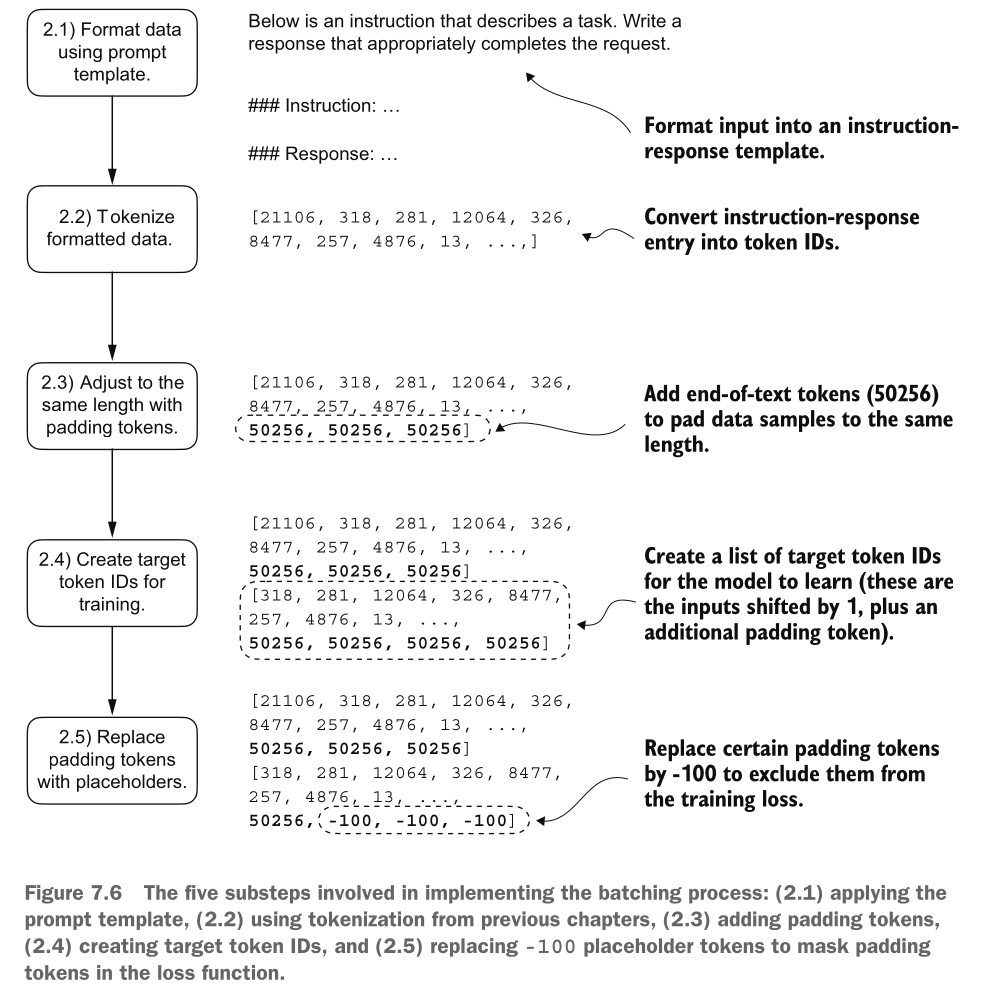 2.1) Format data
using prompt
template.
Below is an instruction that describes a task. Write a
response that appropriately completes the request.
### Instruction: …
### Response: …
Format input into an instruction-
response template.
2.2) Tokenize
formatted data.
[21106, 318, 281, 12064, 326,
8477, 257, 4876, 13, ...,]
Convert instruction-response
entry into token IDs.
2.3) Adjust to the
same length with
padding tokens.
[21106, 318, 281, 12064, 326,
8477, 257, 4876, 13, ...,
50256, 50256, 50256]
Add end-of-text tokens (50256)
to pad data samples to the same
length.
2.4) Create target
token IDs for
training.
[21106, 318, 281, 12064, 326,
8477, 257, 4876, 13, ...,
50256, 50256, 50256]
[318, 281, 12064, 326, 8477,
257, 4876, 13, ...,
50256, 50256, 50256, 50256]
Create a list of target token IDs
for the model to learn (these are
the inputs shifted by 1, plus an
additional padding token).
2.5) Replace
padding tokens
with placeholders.
[21106, 318, 281, 12064, 326,
8477, 257, 4876, 13, ...,
50256, 50256, 50256]
[318, 281, 12064, 326, 8477,
257, 4876, 13, ...,
50256, -100, -100, -100]
Replace certain padding tokens
by -100 to exclude them from
the training loss.
Figure 7.6 The five substeps involved in implementing the batching process: (2.1) applying the
prompt template, (2.2) using tokenization from previous chapters, (2.3) adding padding tokens,
(2.4) creating target token IDs, and (2.5) replacing -100 placeholder tokens to mask padding
tokens in the loss function.